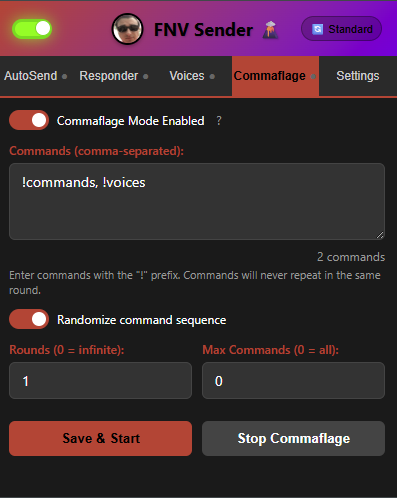 FNV Sender
Standard
AutoSend
Responder
Voices
Commaflage
Settings
Commaflage Mode Enabled ?
Commands (comma-separated):
!commands, !voices
2 commands
Enter commands with the "!" prefix. Commands will never repeat in the same
round.
Randomize command sequence
Rounds (0 = infinite):
Max Commands (0 = all):
1
0
Save & Start
Stop Commaflage